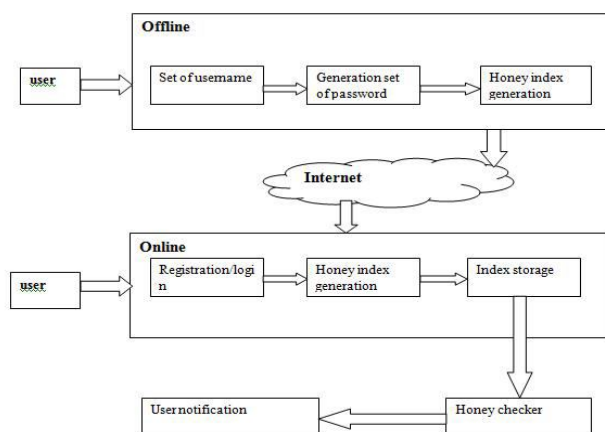 Offline
user
Set of username
Generation set
of password
Honey index
generation
Internet
Online
user
Registration/logi
n
Honey index
generation
Index storage
User notification
Honey checker